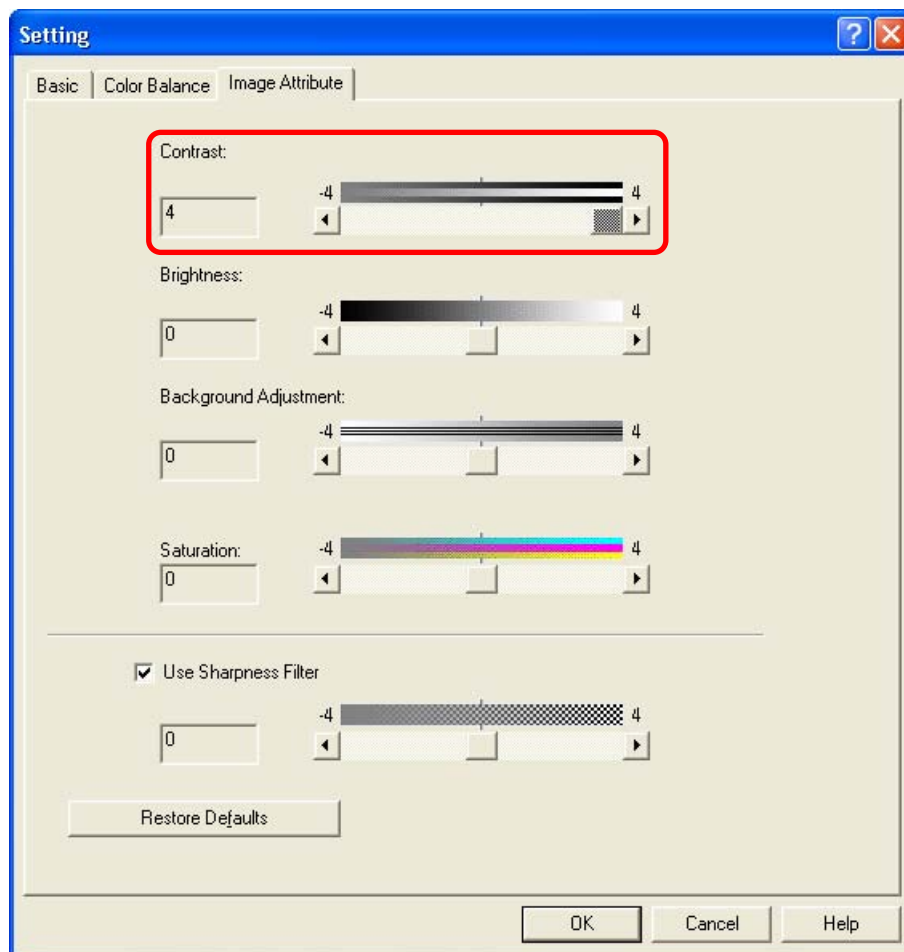 Setting
Basic Color Balance Image Attribute
Contrast:
-4 4
4
Brightness:
-4 4
0
Background Adjustment:
-4 4
0
Saturation: -4 4
0
Use Sharpness Filter
-4 4
0
Restore Defaults
OK Cancel Help